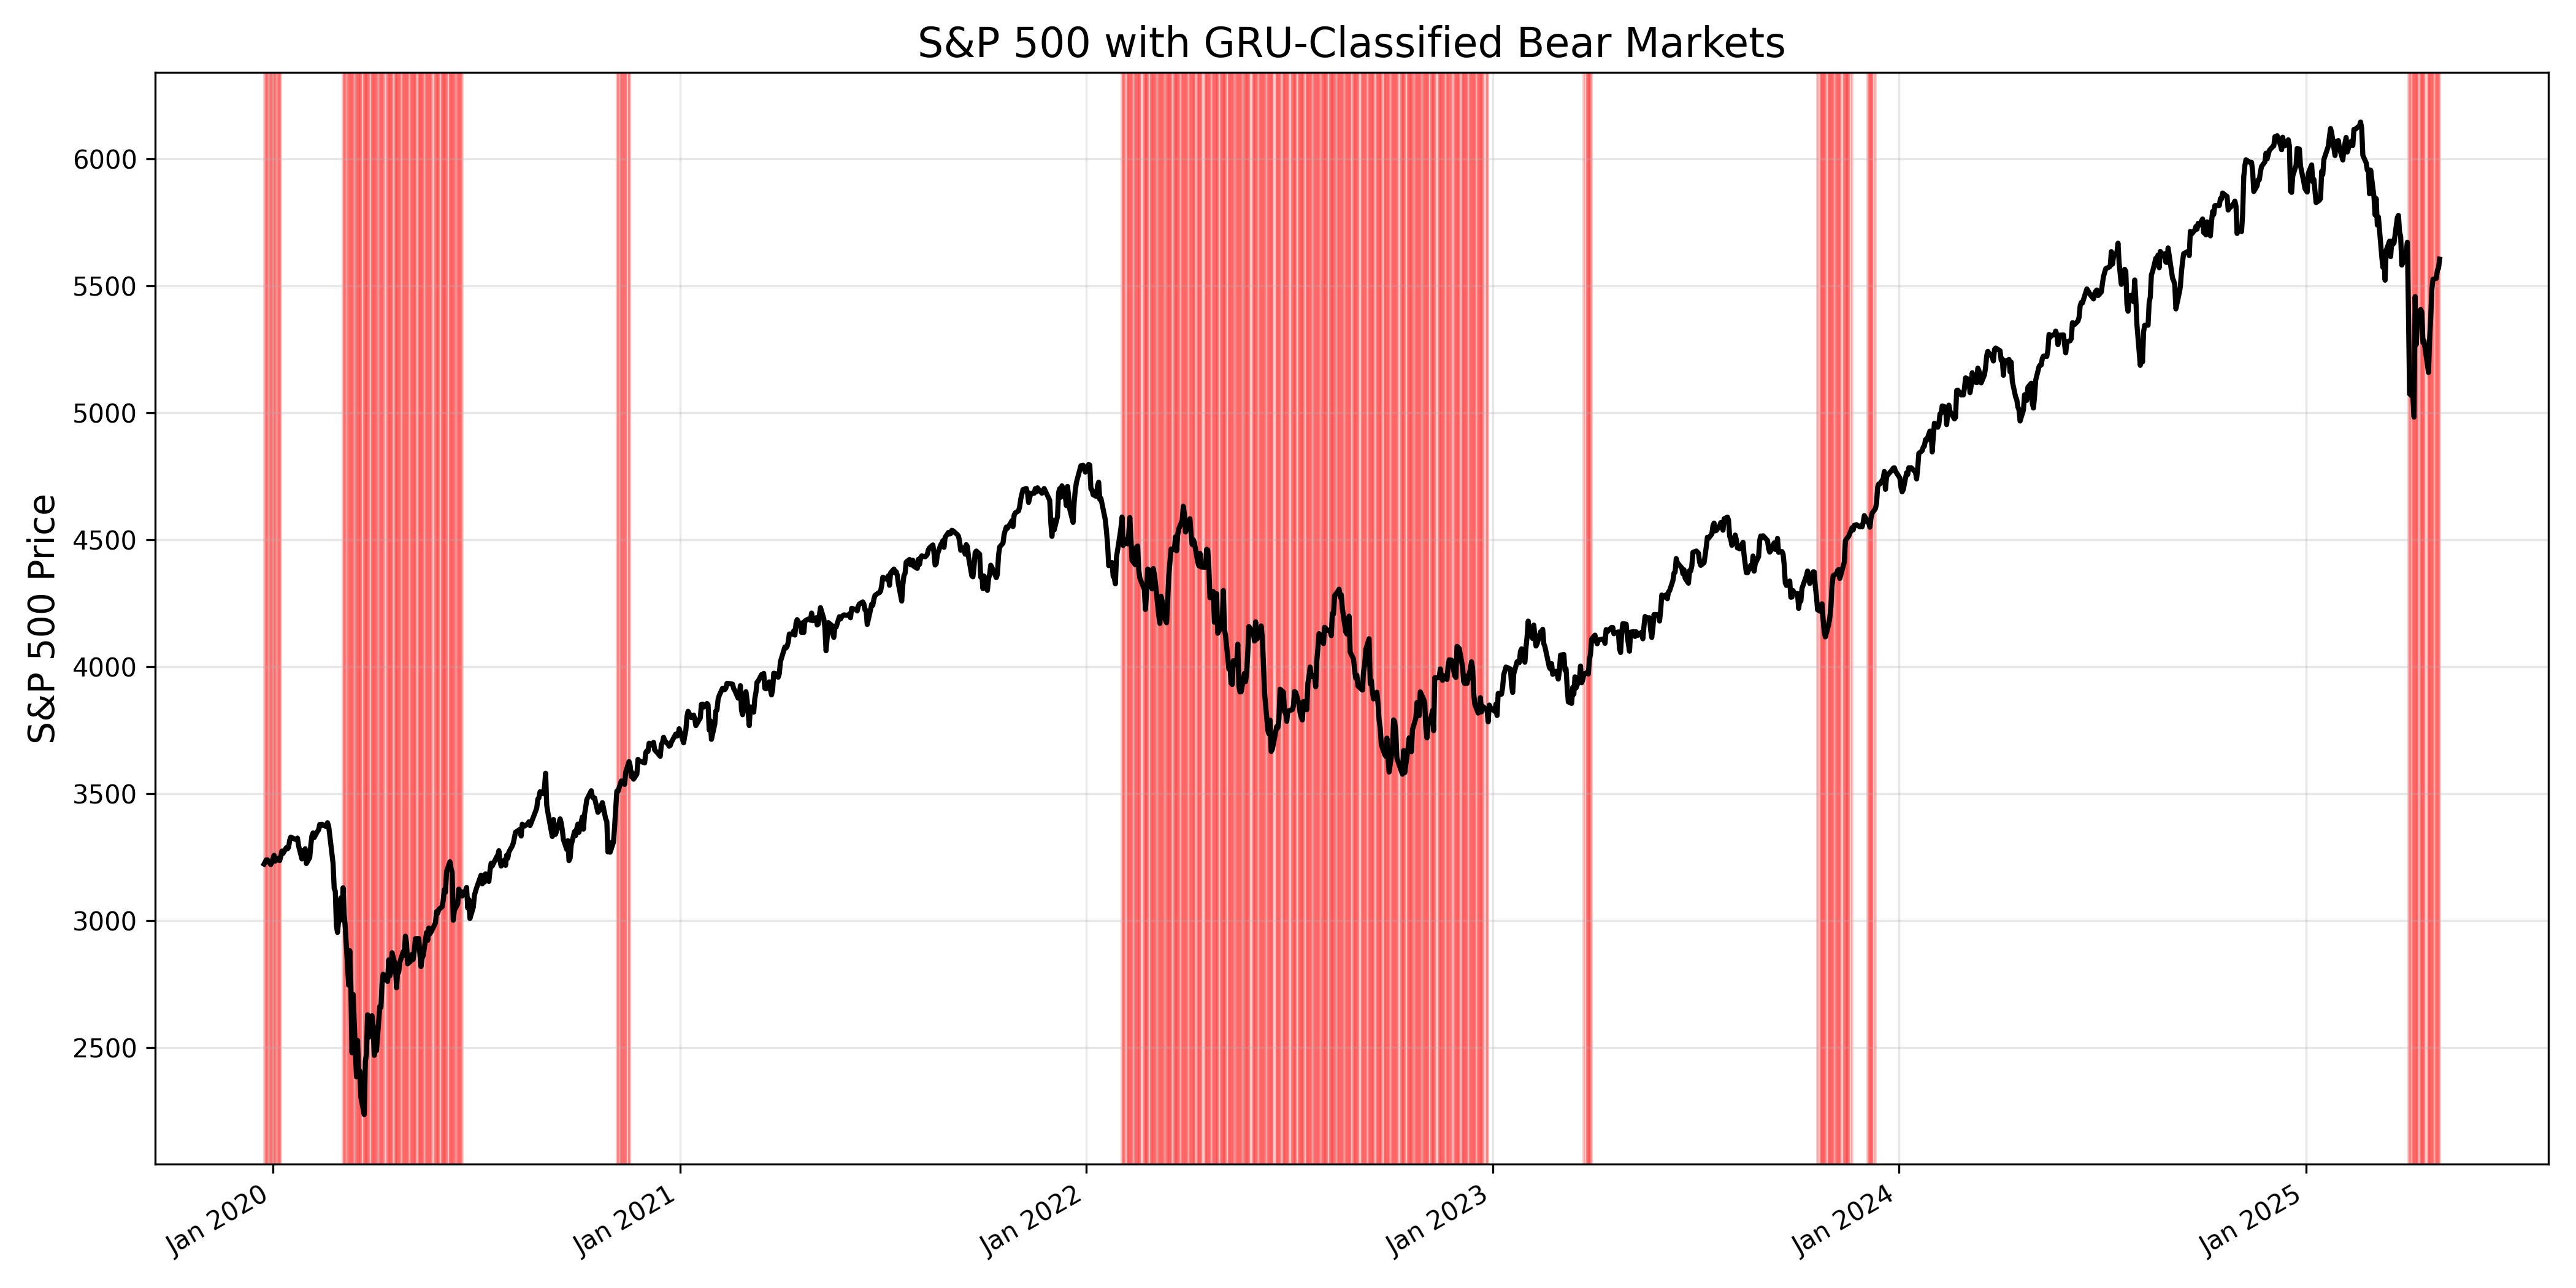 S&P 500 with GRU-Classified Bear Markets
S&P 500 Price
6000
5500
5000
4500
4000
3500
3000
2500
Jan 2020
Jan 2021
Jan 2022
Jan 2023
Jan 2024
Jan 2025